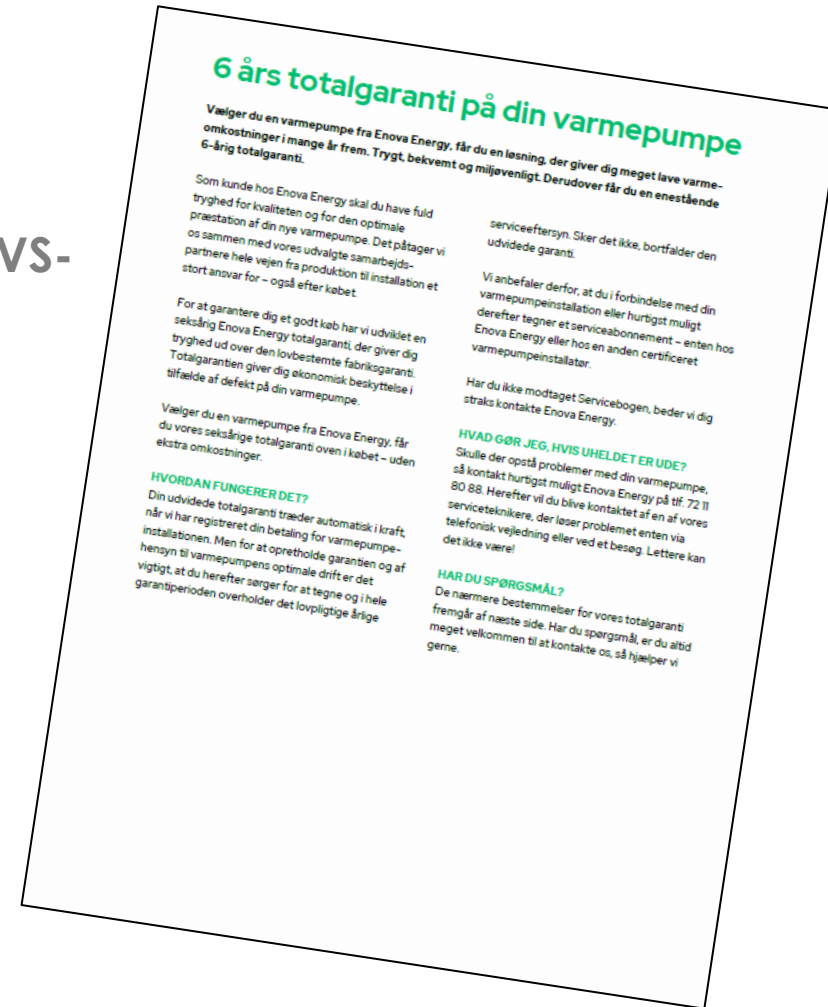 VS-
6 års totalgaranti på din varmepumpe
Vælger du en varmepumpe fra Enova Energy, får du en løsning, der giver dig meget lave varme-
omkostninger i mange år frem. Trygt, bekvemt og miljøvenligt. Derudover får du en enestående
6-årig totalgaranti.
Som kunde hos Enova Energy skal du have fuld
tryghed for kvaliteten og for den optimale
præstation af din nye varmepumpe. Det påtager vi
os sammen med vores udvalgte samarbejds-
partnere hele vejen fra produktion til installation et
stort ansvar for – også efter købet.
For at garantere dig et godt køb har vi udviklet en
seksårig Enova Energy totalgaranti, der giver dig
tryghed ud over den lovbestemte fabriksgaranti.
Totalgarantien giver dig økonomisk beskyttelse i
tilfælde af defekt på din varmepumpe.
Vælger du en varmepumpe fra Enova Energy, får
du vores seksårige totalgaranti oven i købet – uden
ekstra omkostninger.
HVORDAN FUNGERER DET?
Din udvidede totalgaranti træder automatisk i kraft,
når vi har registreret din betaling for varmepumpe-
installationen. Men for at opretholde garantien og af
hensyn til varmepumpens optimale drift er det
vigtigt, at du herefter sørger for at tegne og i hele
garantiperioden overholder det lovpligtige årlige
serviceeftersyn. Sker det ikke, bortfalder den
udvidede garanti.
Vi anbefaler derfor, at du i forbindelse med din
varmepumpeinstallation eller hurtigst muligt
derefter tegner et serviceabonnement – enten hos
Enova Energy eller hos en anden certificeret
varmepumpeinstallatør.
Har du ikke modtaget Servicebogen, beder vi dig
straks kontakte Enova Energy.
HVAD GØR JEG, HVIS UHELDET ER UDE?
Skulle der opstå problemer med din varmepumpe,
så kontakt hurtigst muligt Enova Energy på tlf. 72 11
80 88. Herefter vil du blive kontaktet af en af vores
serviceteknikere, der løser problemet enten via
telefonisk vejledning eller ved et besøg. Lettere kan
det ikke være!
HAR DU SPØRGSMÅL?
De nærmere bestemmelser for vores totalgaranti
fremgår af næste side. Har du spørgsmål, er du altid
meget velkommen til at kontakte os, så hjælper vi
gerne.